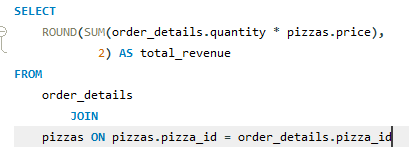 SELECT
ROUND(SUM(order_details.quantity * pizzas.price),
2) AS total_revenue
FROM
order_details
JOIN
pizzas ON pizzas.pizza_id = order_details.pizza_id